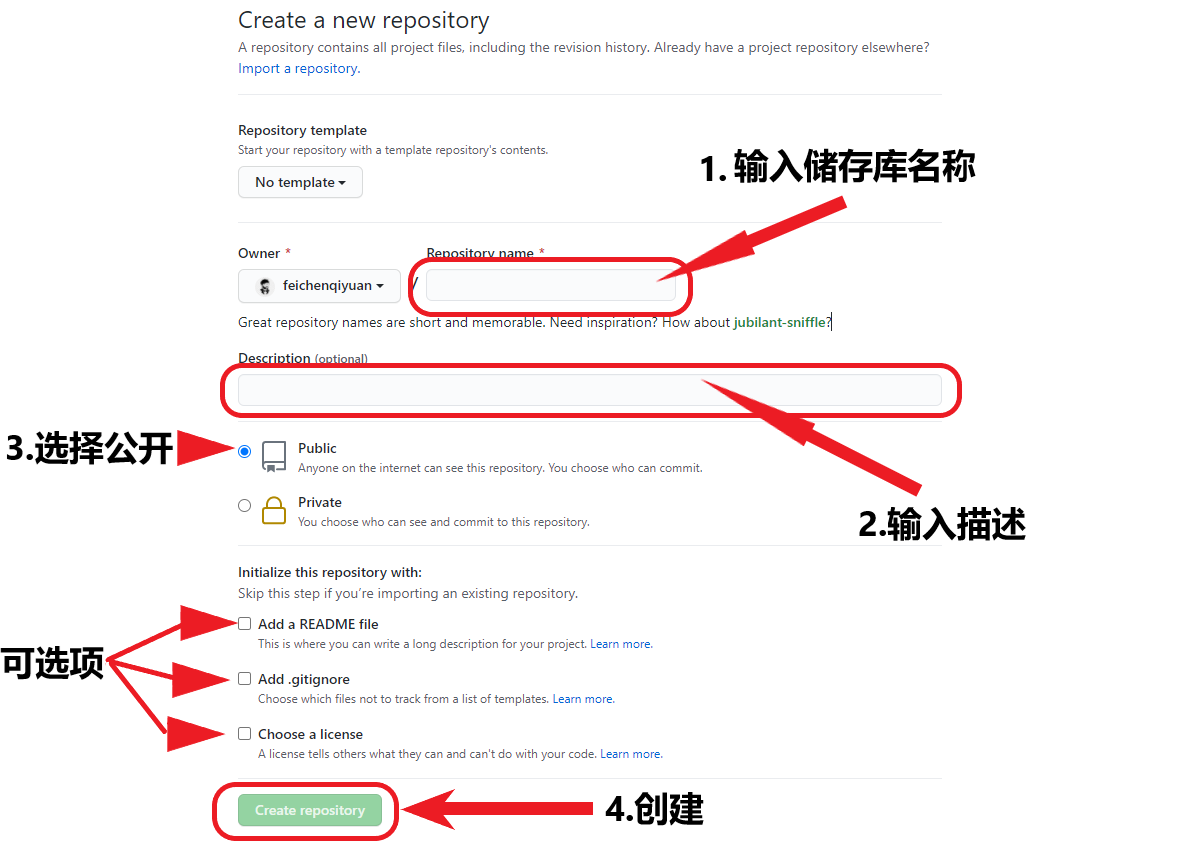 Create a new repository
A repository contains all project files, including the revision history. Already have a project repository elsewhere?
Import a repository.
Repository template
Start your repository with a template repository's contents.
No template
1.输入储存库名称
Owner *
Repository name *
feichenqiyuan
/
Great repository names are short and memorable. Need inspiration? How about jubilant-sniffle?
Description (optional)
3.选择公开
Public
Anyone on the internet can see this repository. You choose who can commit.
Private
You choose who can see and commit to this repository.
2.输入描述
Initialize this repository with:
Skip this step if you're importing an existing repository.
可选项
Add a README file
This is where you can write a long description for your project. Learn more.
Add .gitignore
Choose which files not to track from a list of templates. Learn more.
Choose a license
A license tells others what they can and can't do with your code. Learn more.
Create repository
4.创建